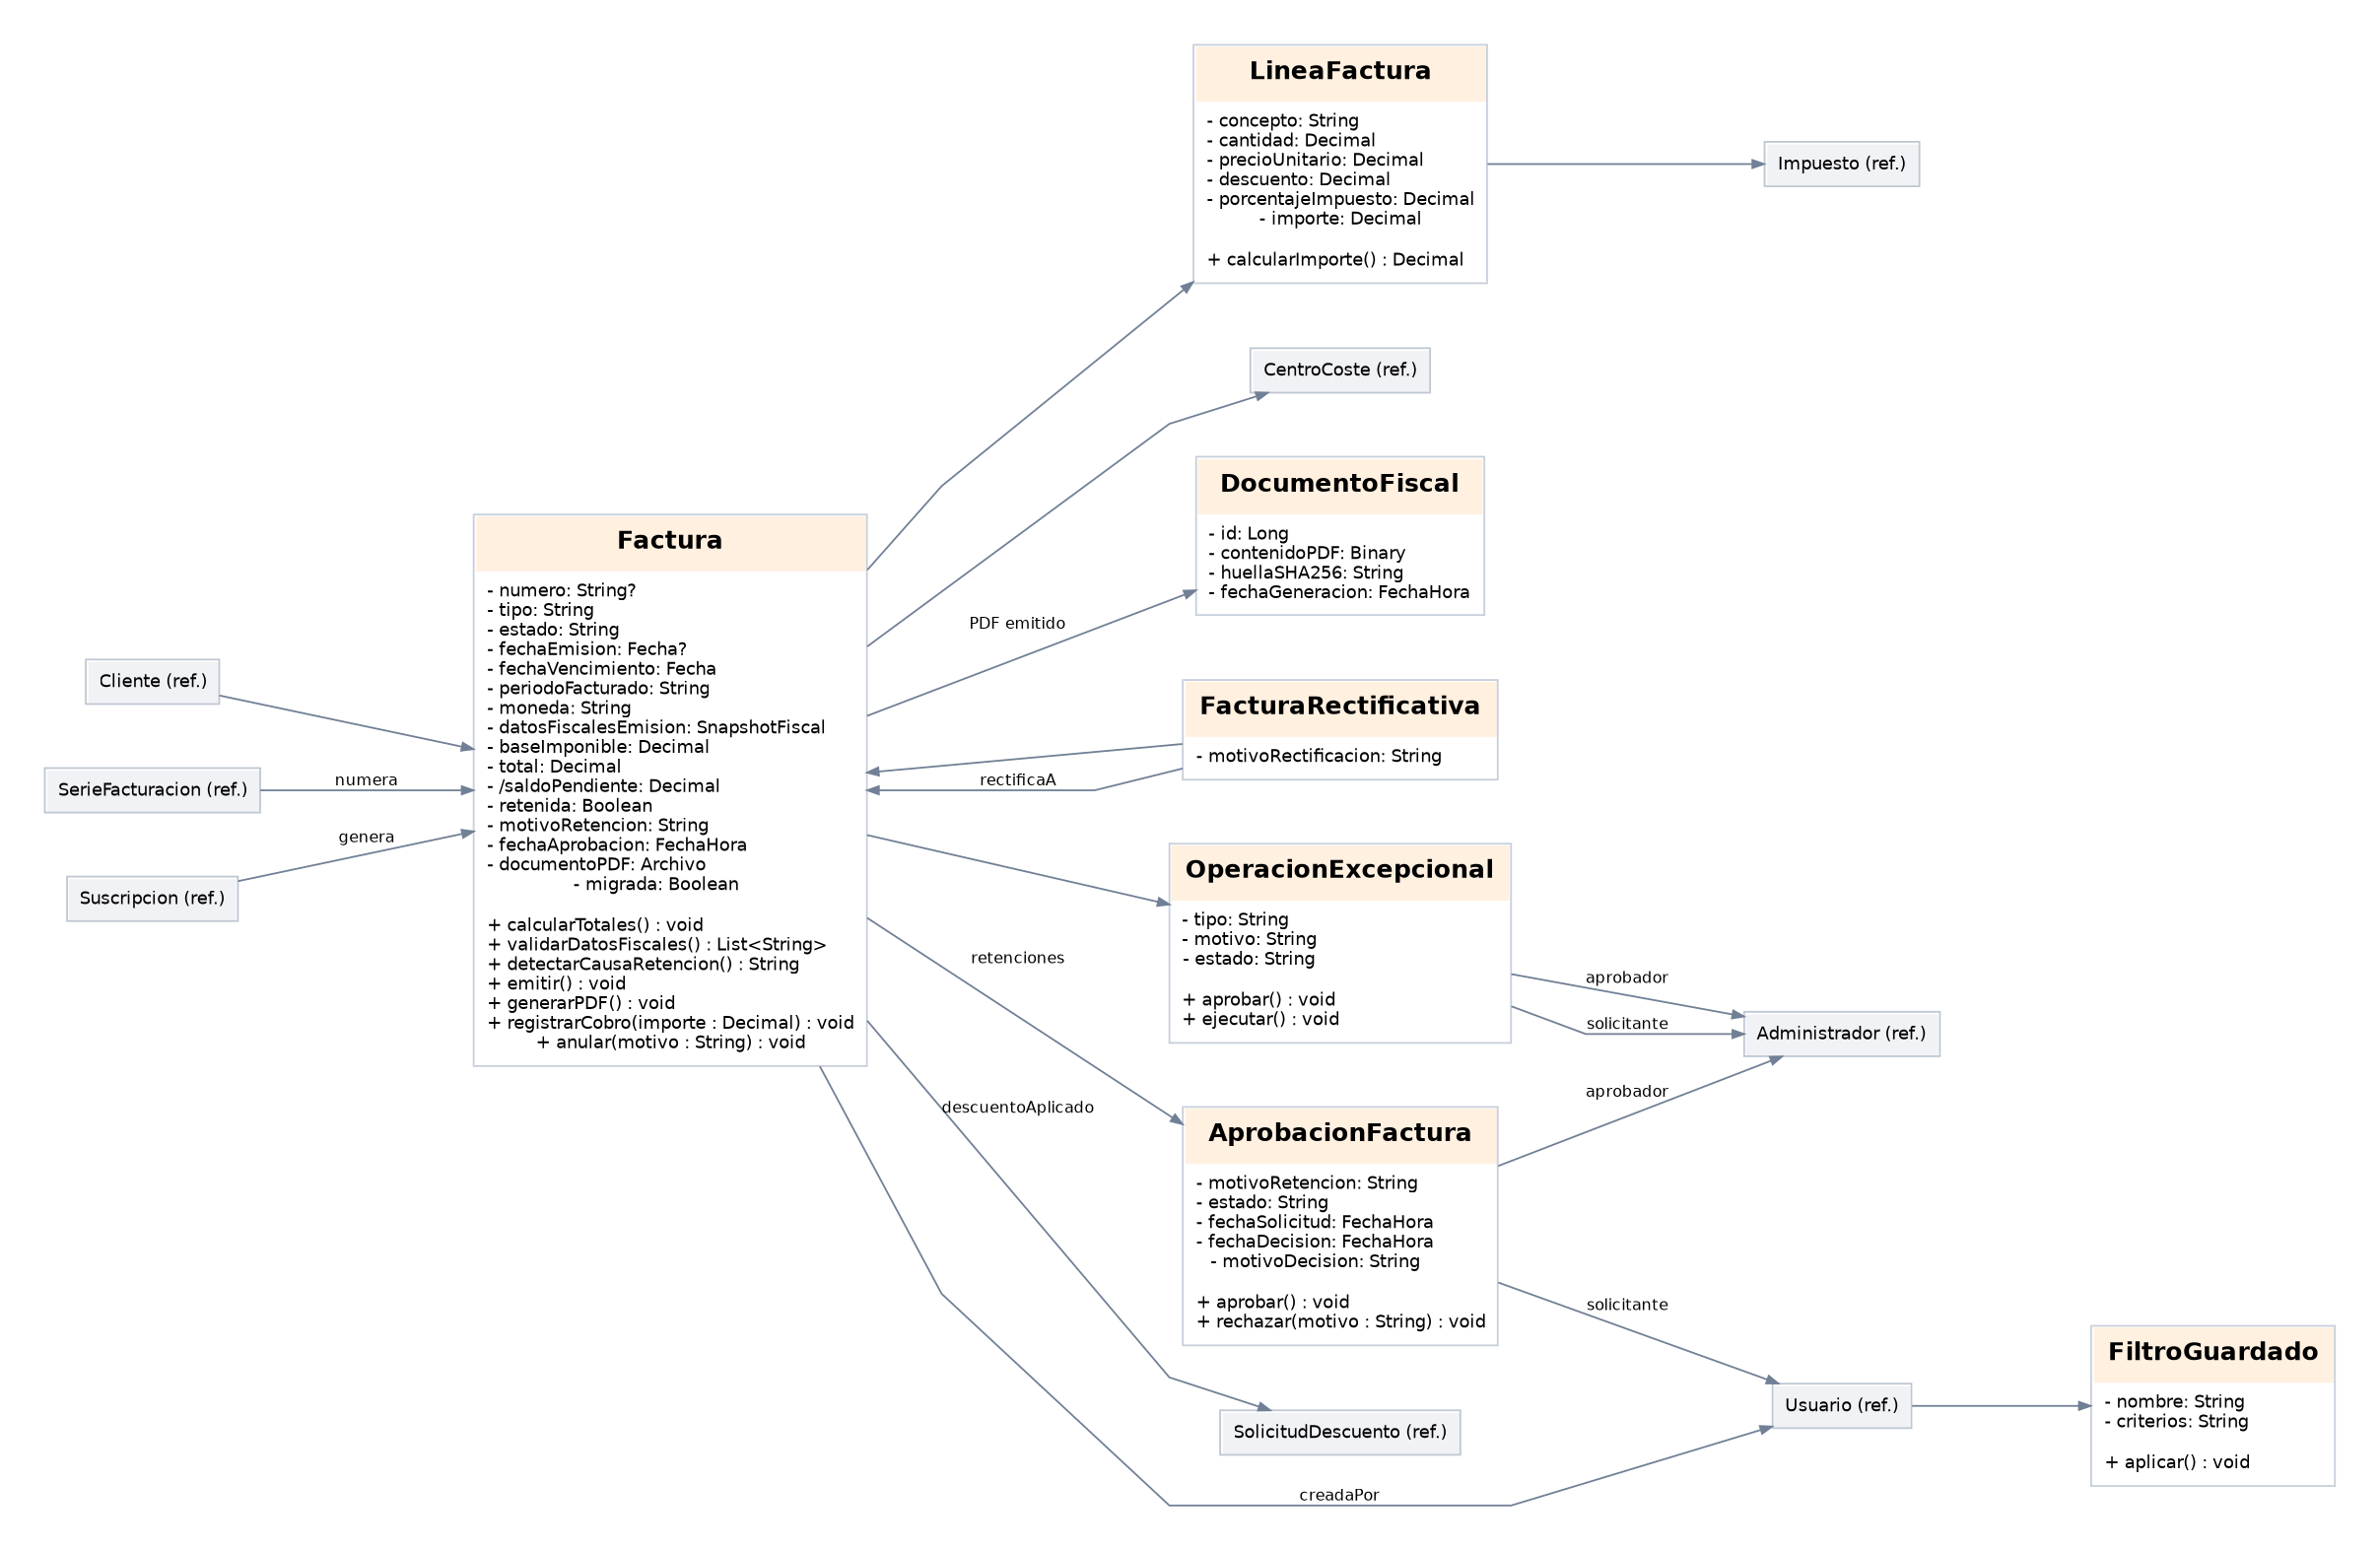 LineaFactura
- concepto: String
- cantidad: Decimal
- precioUnitario: Decimal
- descuento: Decimal
- porcentajeImpuesto: Decimal
- importe: Decimal
+ calcularImporte() : Decimal
Impuesto (ref.)
CentroCoste (ref.)
DocumentoFiscal
- id: Long
- contenidoPDF: Binary
- huellaSHA256: String
- fechaGeneracion: FechaHora
PDF emitido
Factura
- numero: String?
- tipo: String
- estado: String
- fechaEmision: Fecha?
- fechaVencimiento: Fecha
- periodoFacturado: String
- moneda: String
- datosFiscalesEmision: SnapshotFiscal
- baseImponible: Decimal
- total: Decimal
- /saldoPendiente: Decimal
- retenida: Boolean
- motivoRetencion: String
- fechaAprobacion: FechaHora
- documentoPDF: Archivo
- migrada: Boolean
+ calcularTotales() : void
+ validarDatosFiscales() : List<String>
+ detectarCausaRetencion() : String
+ emitir() : void
+ generarPDF() : void
+ registrarCobro(importe : Decimal) : void
+ anular(motivo : String) : void
Cliente (ref.)
SerieFacturacion (ref.)
numera
Suscripcion (ref.)
genera
FacturaRectificativa
- motivoRectificacion: String
rectificaA
OperacionExcepcional
- tipo: String
- motivo: String
- estado: String
+ aprobar() : void
+ ejecutar() : void
retenciones
aprobador
solicitante
Administrador (ref.)
aprobador
descuentoAplicado
AprobacionFactura
- motivoRetencion: String
- estado: String
- fechaSolicitud: FechaHora
- fechaDecision: FechaHora
- motivoDecision: String
+ aprobar() : void
+ rechazar(motivo : String) : void
solicitante
Usuario (ref.)
FiltroGuardado
- nombre: String
- criterios: String
+ aplicar() : void
SolicitudDescuento (ref.)
creadaPor